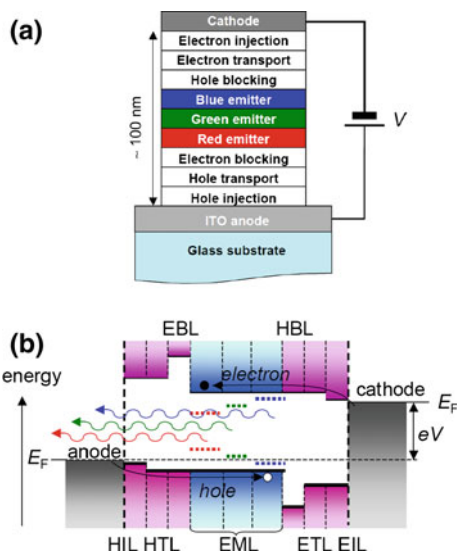 (a)
Cathode
Electron injection
Electron transport
Hole blocking
Blue emitter
Green emitter
Red emitter
Electron blocking
Hole transport
Hole injection
ITO anode
Glass substrate
~ 100 nm
V
(b)
EBL HBL
energy
electron
cathode
E_F
eV
E_F
anode
hole
HIL HTL EML ETL EIL